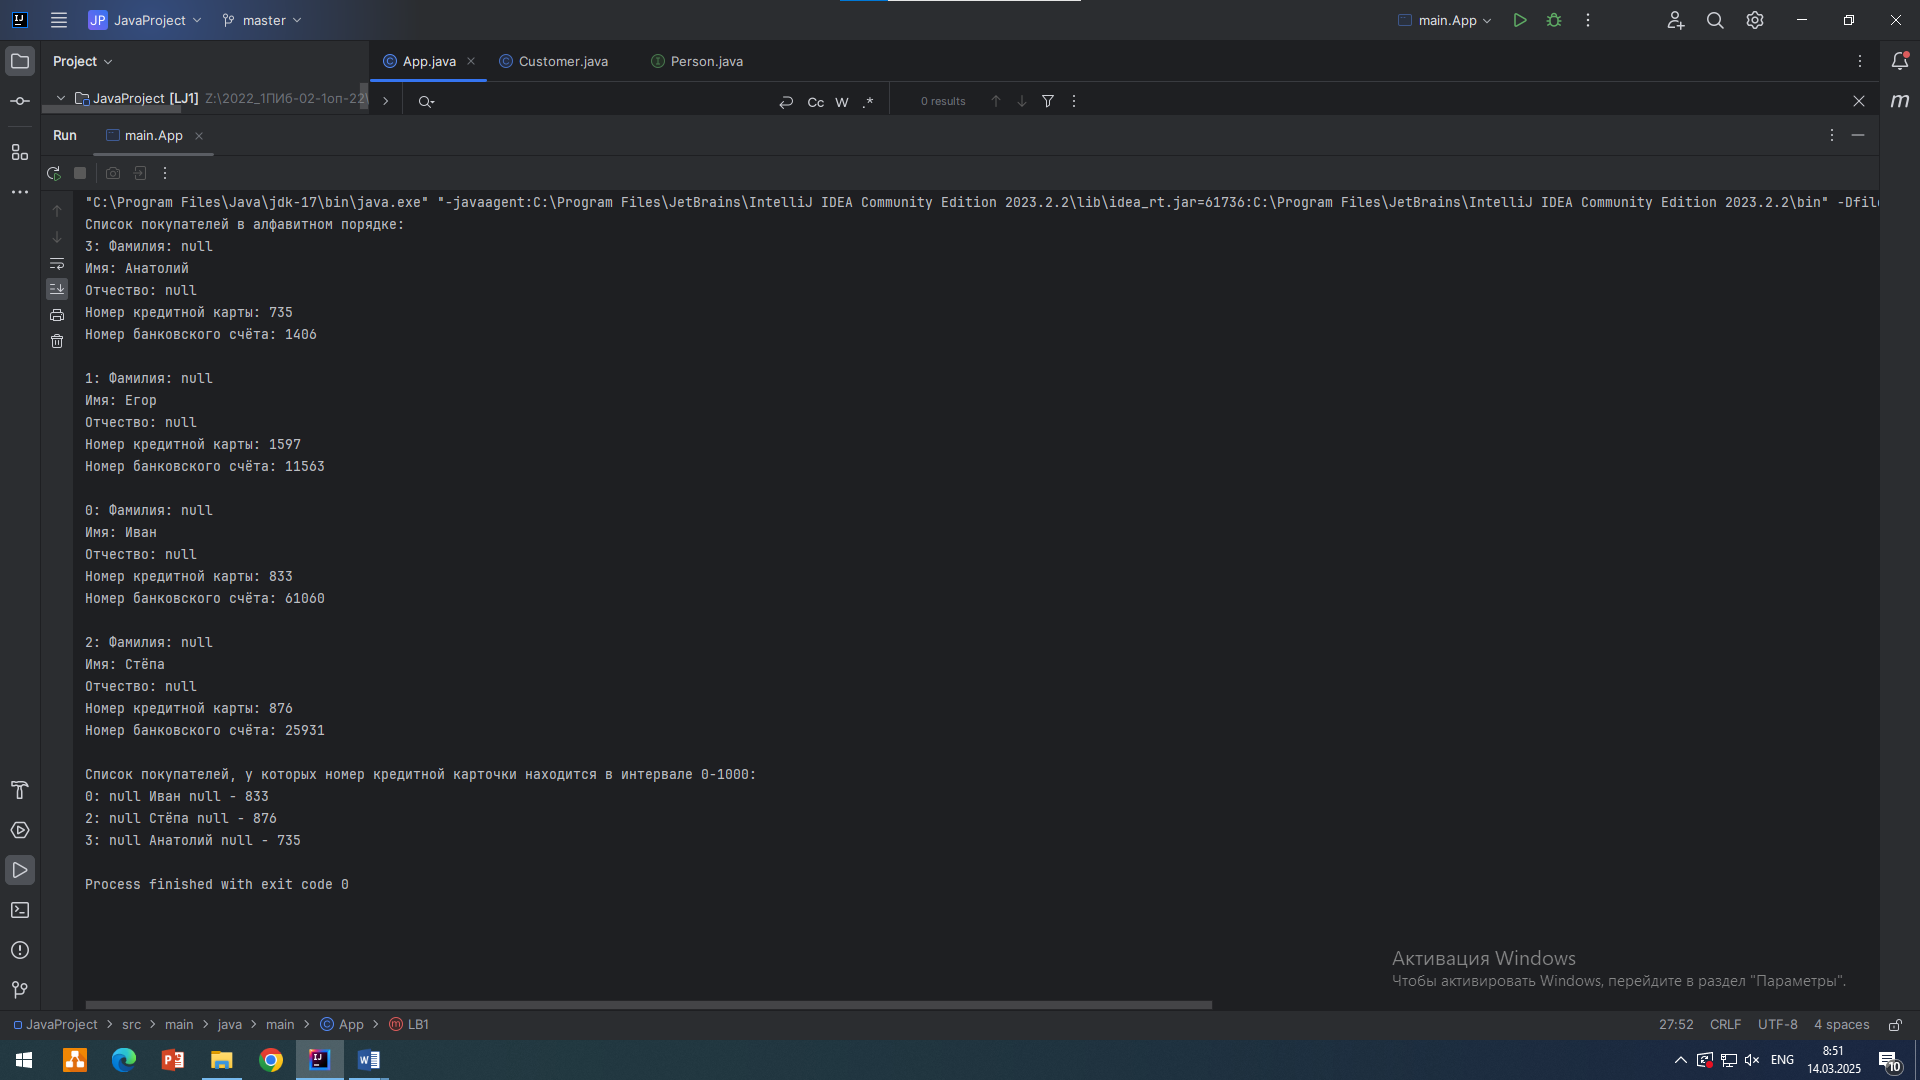 JP JavaProject master main.App
Project App.java Customer.java Person.java
JavaProject [LJ1] Z:\2022_1ПИб-02-1оп-22\ Cc W .* 0 results
Run main.App
"C:\Program Files\Java\jdk-17\bin\java.exe" "-javaagent:C:\Program Files\JetBrains\IntelliJ IDEA Community Edition 2023.2.2\lib\idea_rt.jar=61736:C:\Program Files\JetBrains\IntelliJ IDEA Community Edition 2023.2.2\bin" -Dfile
Список покупателей в алфавитном порядке:
3: Фамилия: null
Имя: Анатолий
Отчество: null
Номер кредитной карты: 735
Номер банковского счёта: 1406
1: Фамилия: null
Имя: Егор
Отчество: null
Номер кредитной карты: 1597
Номер банковского счёта: 11563
0: Фамилия: null
Имя: Иван
Отчество: null
Номер кредитной карты: 833
Номер банковского счёта: 61060
2: Фамилия: null
Имя: Стёпа
Отчество: null
Номер кредитной карты: 876
Номер банковского счёта: 25931
Список покупателей, у которых номер кредитной карточки находится в интервале 0-1000:
0: null Иван null - 833
2: null Стёпа null - 876
3: null Анатолий null - 735
Process finished with exit code 0
Активация Windows
Чтобы активировать Windows, перейдите в раздел "Параметры".
JavaProject > src > main > java > main > App > LB1 27:52 CRLF UTF-8 4 spaces
ENG 8:51
14.03.2025 10